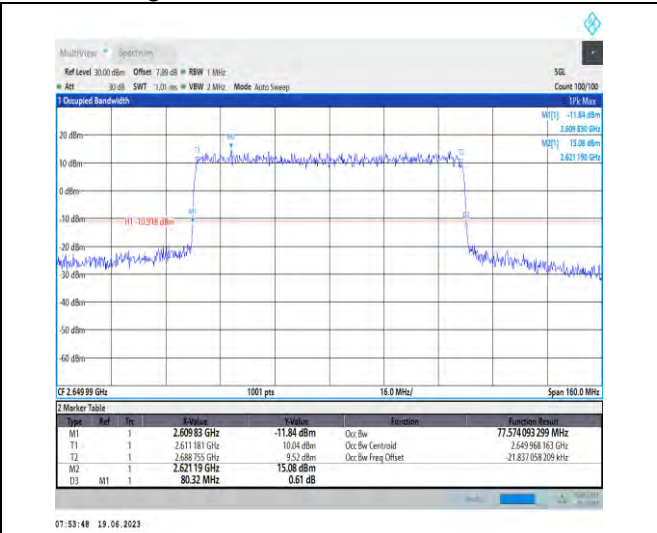 MultiView Spectrum
Ref Level 30.00 dBm Offset 7.89 dB RBW 1 MHz SGL
Att 30 dB SWT 1.01 ms VBW 2 MHz Mode Auto Sweep Count 100/100
1 Occupied Bandwidth 1Pk Max
M1[1] -11.84 dBm
2.609 830 GHz
M2[1] 15.08 dBm
2.621 190 GHz
20 dBm
M2
T1 T2
10 dBm
0 dBm
M1
-10 dBm
H1 -10.918 dBm D3
-20 dBm
-30 dBm
-40 dBm
-50 dBm
-60 dBm
CF 2.649 99 GHz 1001 pts 16.0 MHz/ Span 160.0 MHz
2 Marker Table
Type Ref Trc X-Value Y-Value Function Function Result
M1 1 2.609 83 GHz -11.84 dBm Occ Bw 77.574 093 299 MHz
T1 1 2.611 181 GHz 10.04 dBm Occ Bw Centroid 2.649 968 163 GHz
T2 1 2.688 755 GHz 9.52 dBm Occ Bw Freq Offset -21.837 058 209 kHz
M2 1 2.621 19 GHz 15.08 dBm
D3 M1 1 80.32 MHz 0.61 dB
07:53:48 19.06.2023